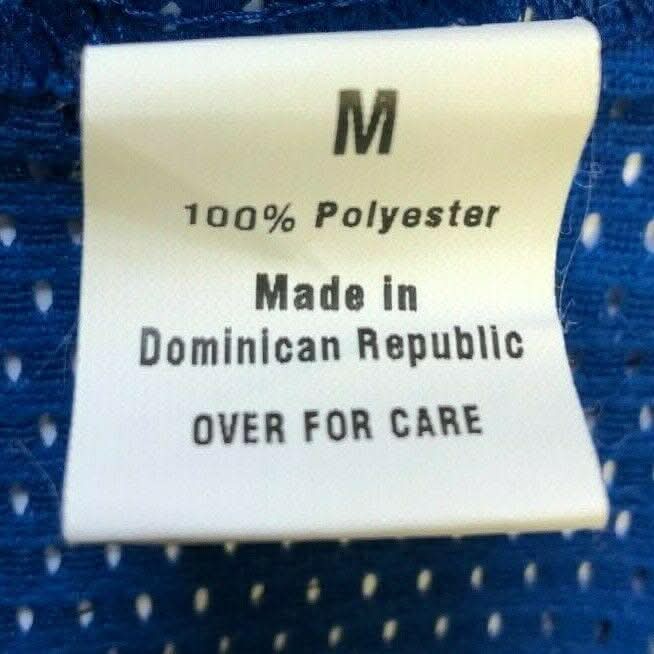 M
100% Polyester
Made in
Dominican Republic
OVER FOR CARE